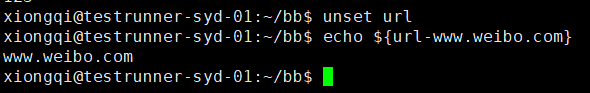 xiongqi@testrunner-syd-01:~/bb$ unset url
xiongqi@testrunner-syd-01:~/bb$ echo ${url-www.weibo.com}
www.weibo.com
xiongqi@testrunner-syd-01:~/bb$